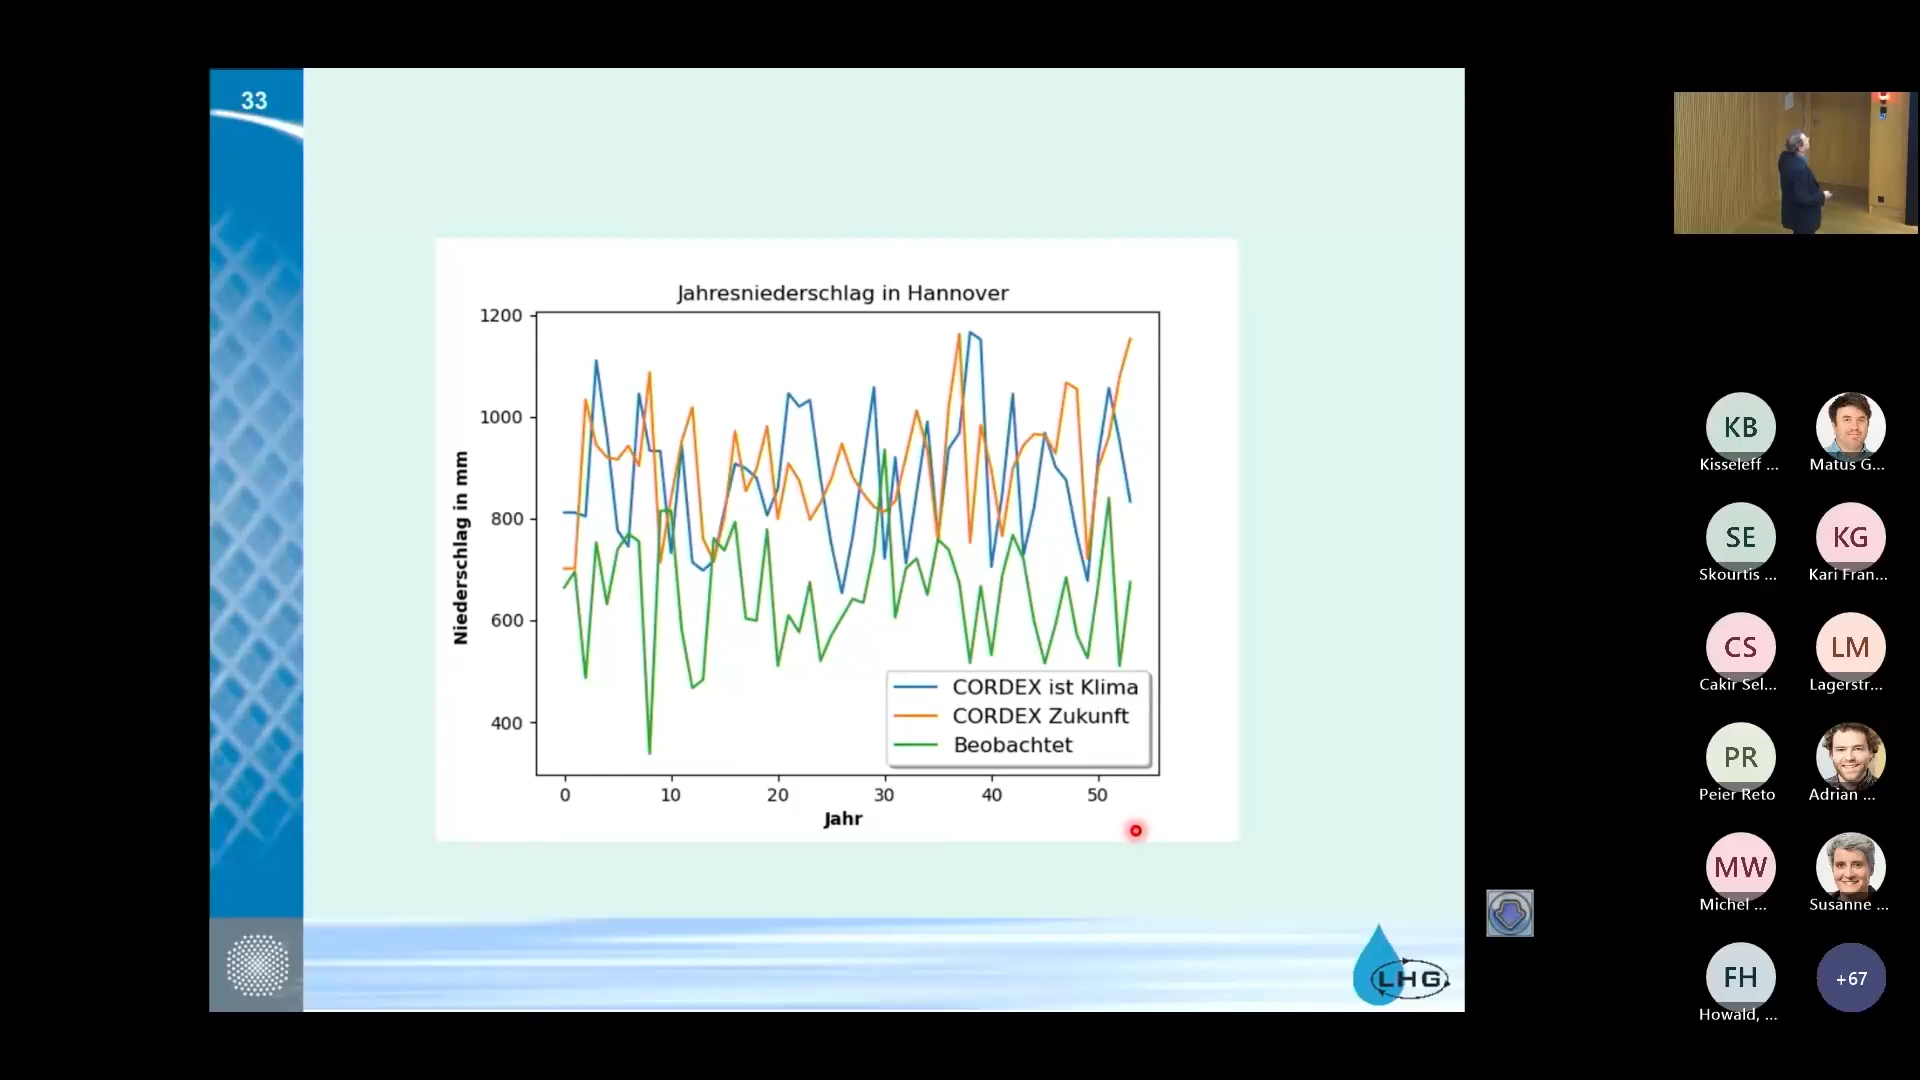 33
Jahresniederschlag in Hannover
1200
1000
800
600
400
Niederschlag in mm
0 10 20 30 40 50
Jahr
CORDEX ist Klima
CORDEX Zukunft
Beobachtet
LHG
KB
Kisseleff ...
Matus G...
SE
Skourtis ...
KG
Kari Fran...
CS
Cakir Sel...
LM
Lagerstr...
PR
Peier Reto
Adrian ...
MW
Michel ...
Susanne ...
FH
Howald, ...
+67